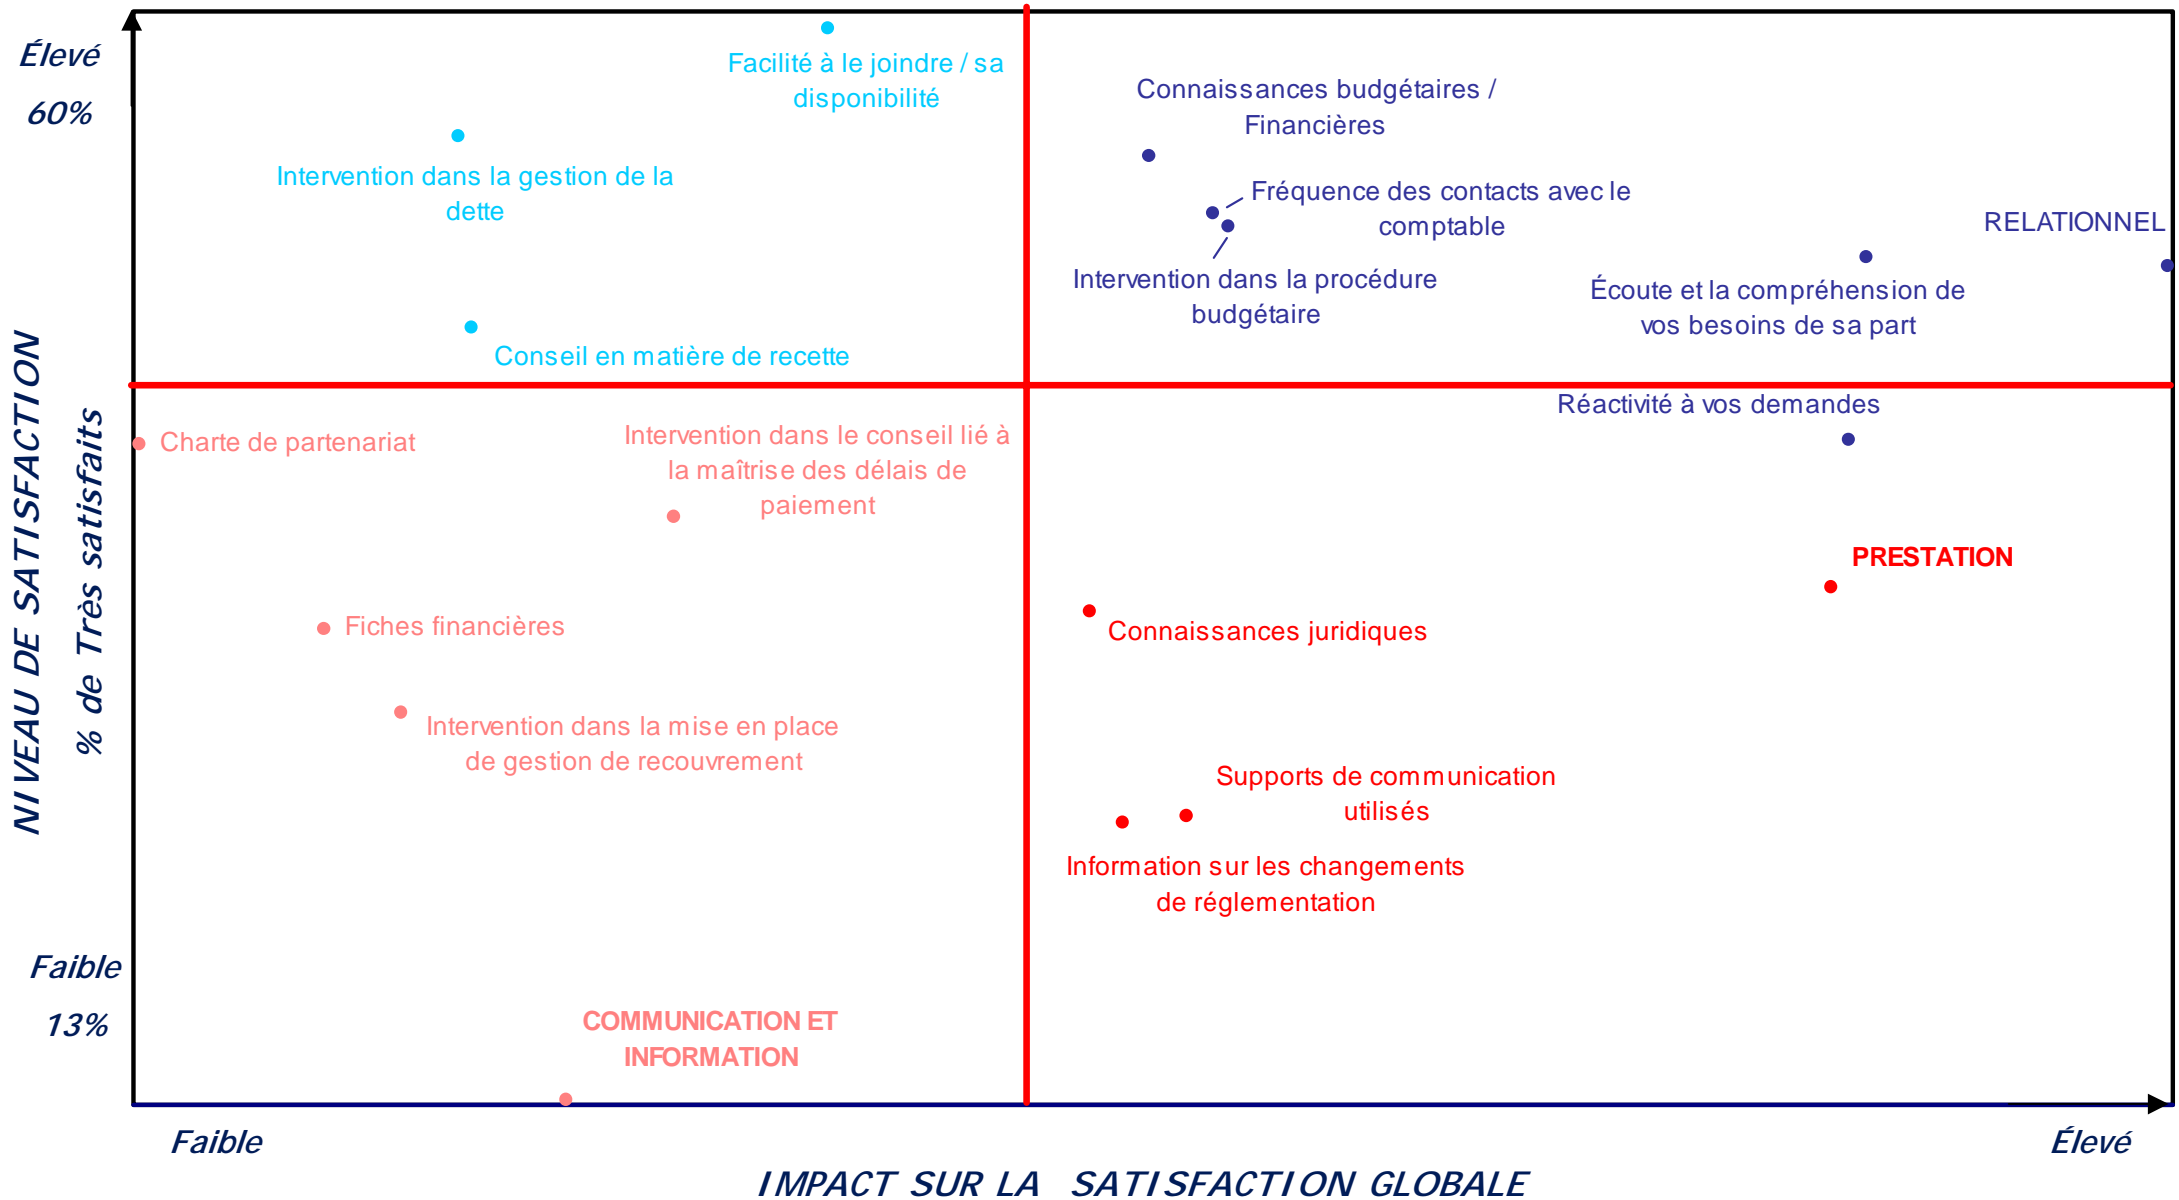 Élevé
60%
Facilité à le joindre / sa
disponibilité
Connaissances budgétaires /
Financières
Intervention dans la gestion de la
dette
Fréquence des contacts avec le
comptable
RELATIONNEL
Intervention dans la procédure
budgétaire
Écoute et la compréhension de
vos besoins de sa part
Conseil en matière de recette
NIVEAU DE SATISFACTION
% de Très satisfaits
Réactivité à vos demandes
Charte de partenariat
Intervention dans le conseil lié à
la maîtrise des délais de
paiement
PRESTATION
Fiches financières
Connaissances juridiques
Intervention dans la mise en place
de gestion de recouvrement
Supports de communication
utilisés
Information sur les changements
de réglementation
Faible
13%
COMMUNICATION ET
INFORMATION
Faible
Élevé
IMPACT SUR LA SATISFACTION GLOBALE